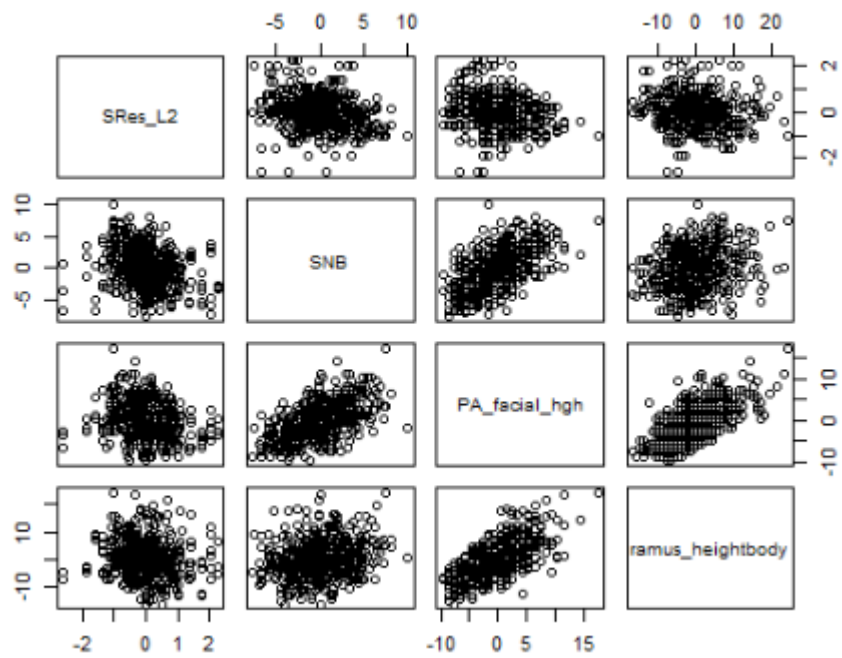 -5 0 5 10 -10 0 10 20
SRes_L2 -2 0 2
-5 0 5 10 SNB
PA_facial_hgh -10 0 10
-10 0 10 ramus_heightbody
-2 0 1 2 -10 0 5 15